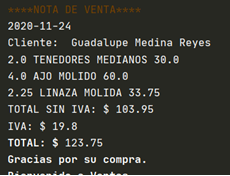 ****NOTA DE VENTA****
2020-11-24
Cliente:  Guadalupe Medina Reyes
2.0 TENEDORES MEDIANOS 30.0
4.0 AJO MOLIDO 60.0
2.25 LINAZA MOLIDA 33.75
TOTAL SIN IVA: $ 103.95
IVA: $ 19.8
TOTAL: $ 123.75
Gracias por su compra.
Bienvenido a Ventas